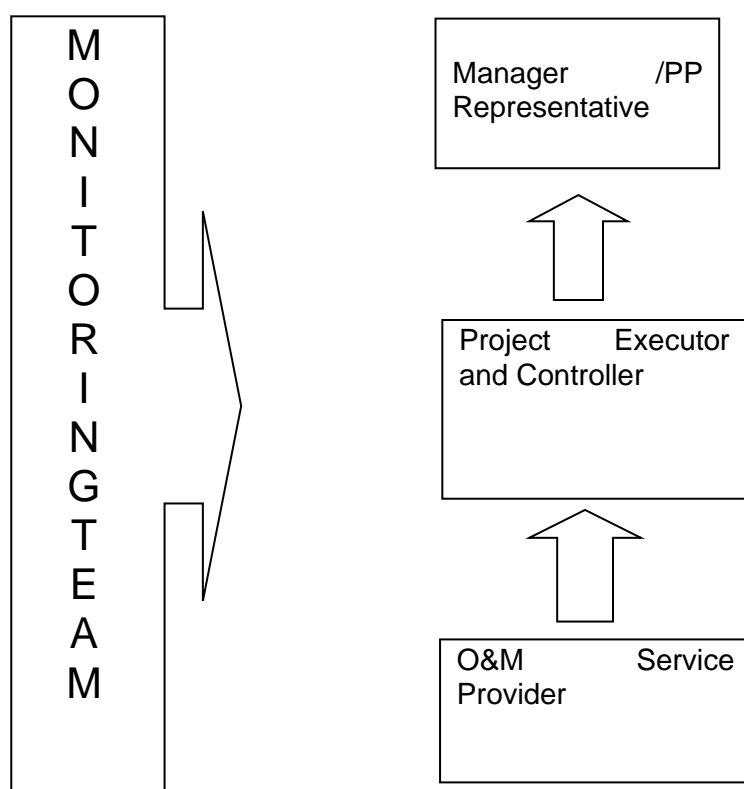 M
O
N
I
T
O
R
I
N
G
T
E
A
M
Manager /PP
Representative
Project Executor
and Controller
O&M Service
Provider